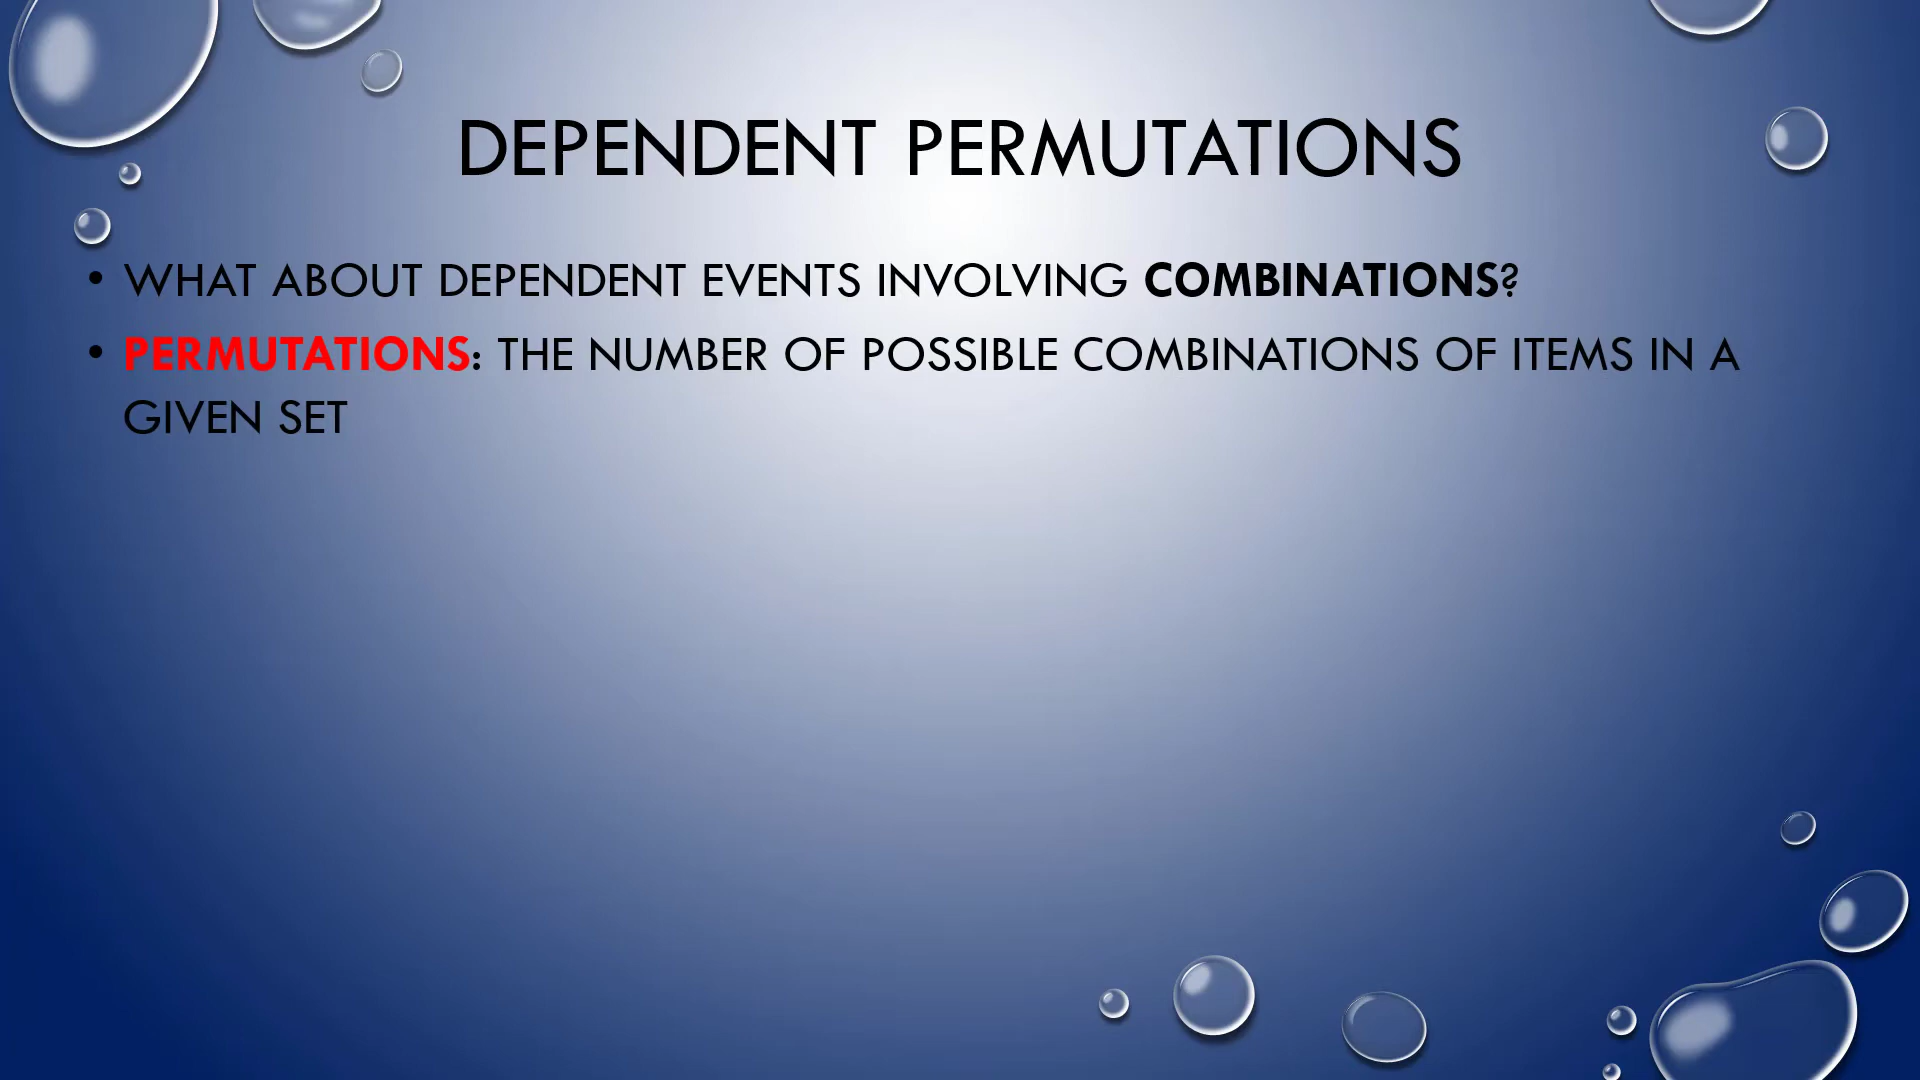 DEPENDENT PERMUTATIONS
• WHAT ABOUT DEPENDENT EVENTS INVOLVING COMBINATIONS?
• PERMUTATIONS: THE NUMBER OF POSSIBLE COMBINATIONS OF ITEMS IN A
GIVEN SET